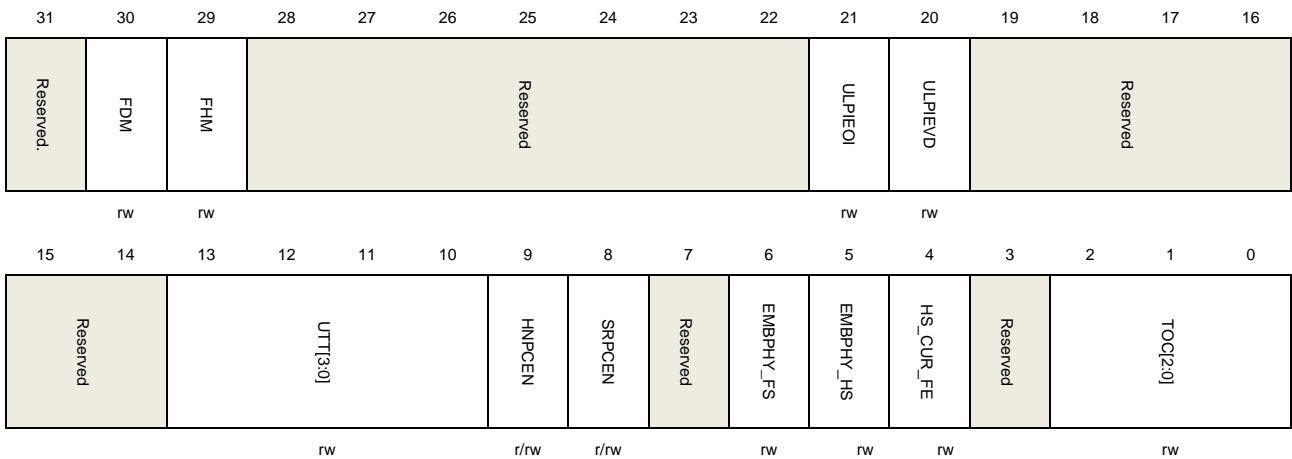 31 30 29 28 27 26 25 24 23 22 21 20 19 18 17 16
Reserved. FDM FHM Reserved ULPIEOI ULPIEVD Reserved
rw rw rw rw
15 14 13 12 11 10 9 8 7 6 5 4 3 2 1 0
Reserved UTT[3:0] HNPCEN SRPCEN Reserved EMBPHY_FS EMBPHY_HS HS_CUR_FE Reserved TOC[2:0]
rw r/rw r/rw rw rw rw rw